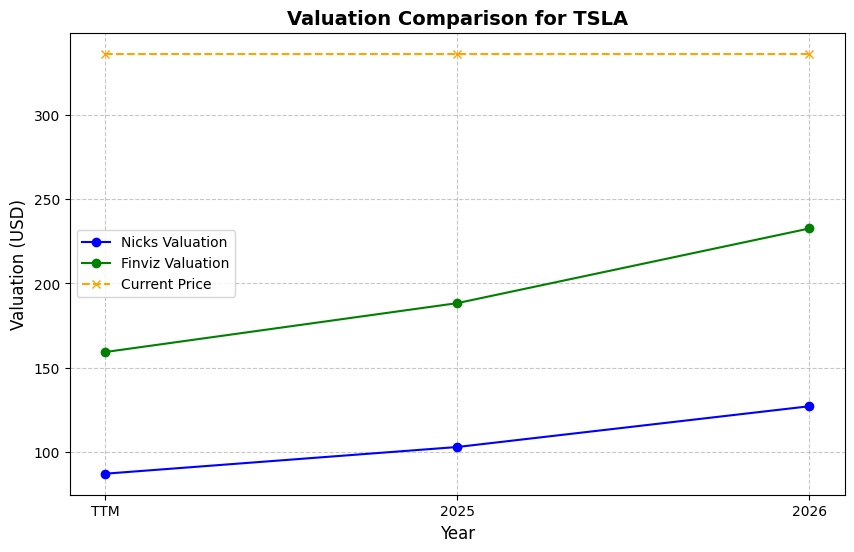 Valuation Comparison for TSLA
Valuation (USD)
300
250
200
150
100
Nicks Valuation
Finviz Valuation
Current Price
TTM
2025
2026
Year